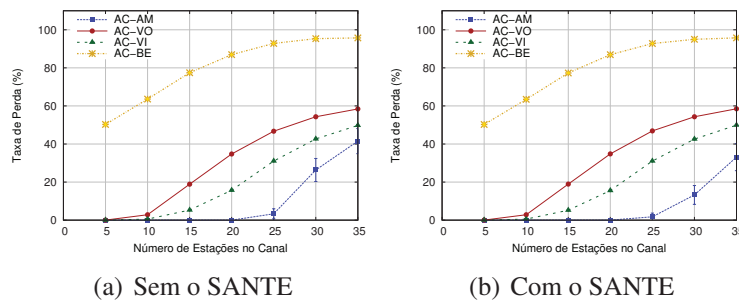 AC-AM
AC-VO
AC-VI
AC-BE
Taxa de Perda (%)
100
80
60
40
20
0
0 5 10 15 20 25 30 35
Número de Estações no Canal
(a) Sem o SANTE
AC-AM
AC-VO
AC-VI
AC-BE
Taxa de Perda (%)
100
80
60
40
20
0
0 5 10 15 20 25 30 35
Número de Estações no Canal
(b) Com o SANTE